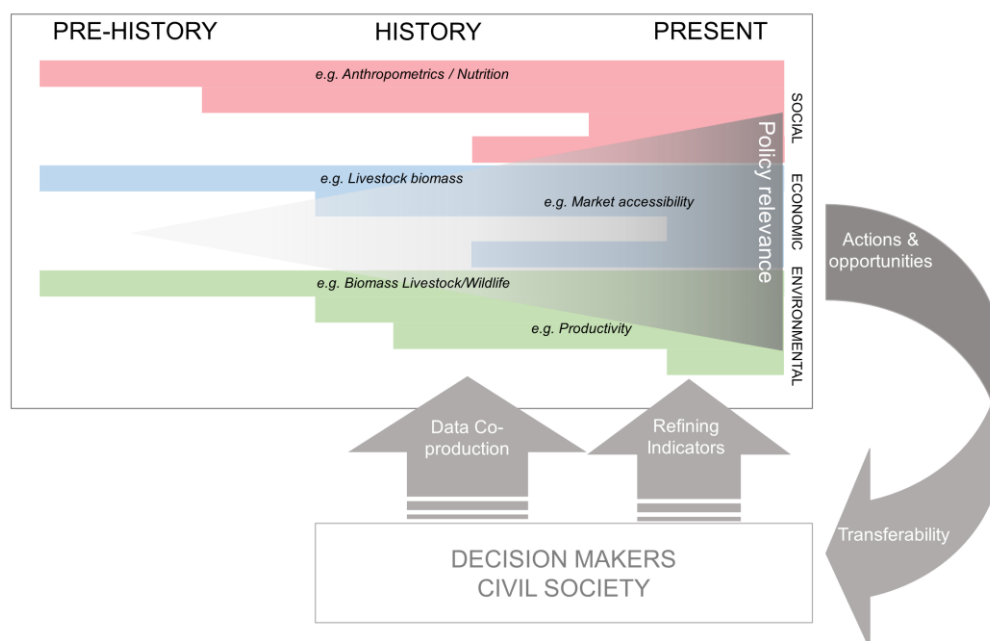 PRE-HISTORY
HISTORY
PRESENT
e.g. Anthropometrics / Nutrition
SOCIAL
Policy relevance
e.g. Livestock biomass
e.g. Market accessibility
ECONOMIC
e.g. Biomass Livestock/Wildlife
e.g. Productivity
ENVIRONMENTAL
Actions &
opportunities
Data Co-
production
Refining
Indicators
Transferability
DECISION MAKERS
CIVIL SOCIETY